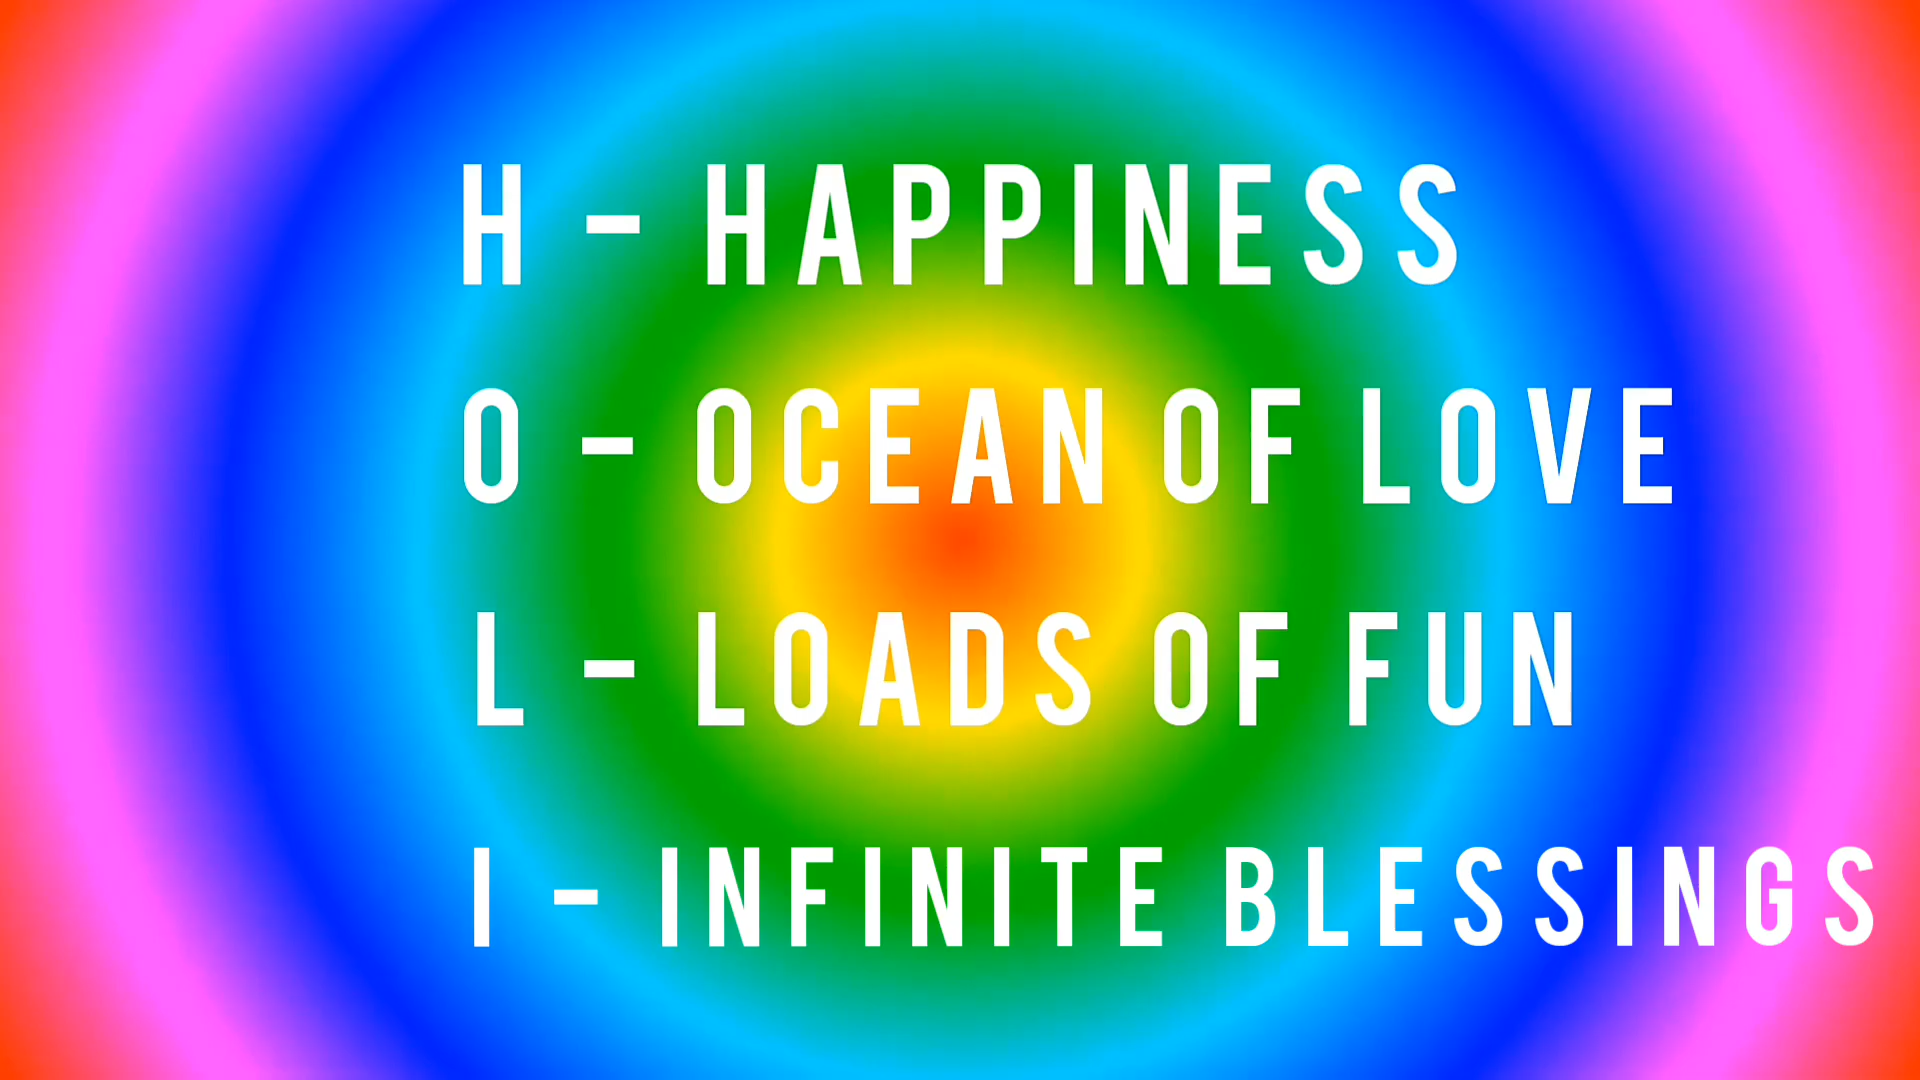 H - HAPPINESS
O - OCEAN OF LOVE
L - LOADS OF FUN
I - INFINITE BLESSINGS